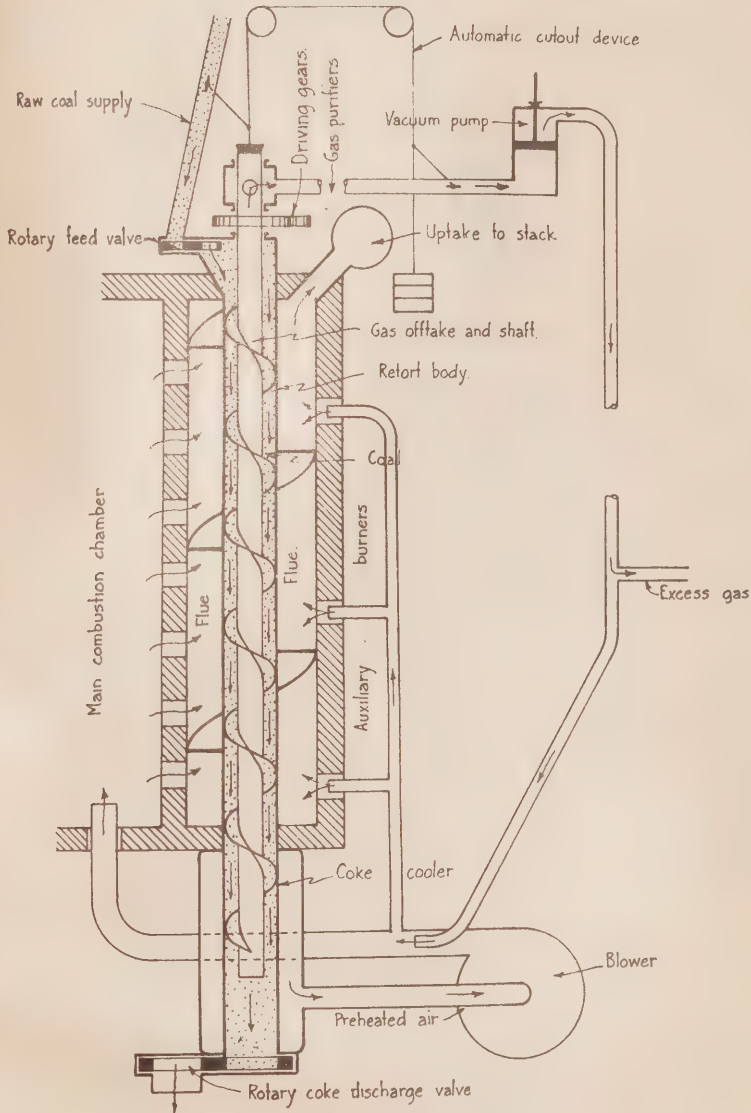 Automatic cutout device
Raw coal supply
Driving gears.
Gas purifiers
Vacuum pump
Rotary feed valve
Uptake to stack
Gas offtake and shaft.
Retort body.
Coal
Main combustion chamber
Flue
Flue.
Auxiliary burners
Excess gas
Coke cooler
Blower
Preheated air
Rotary coke discharge valve